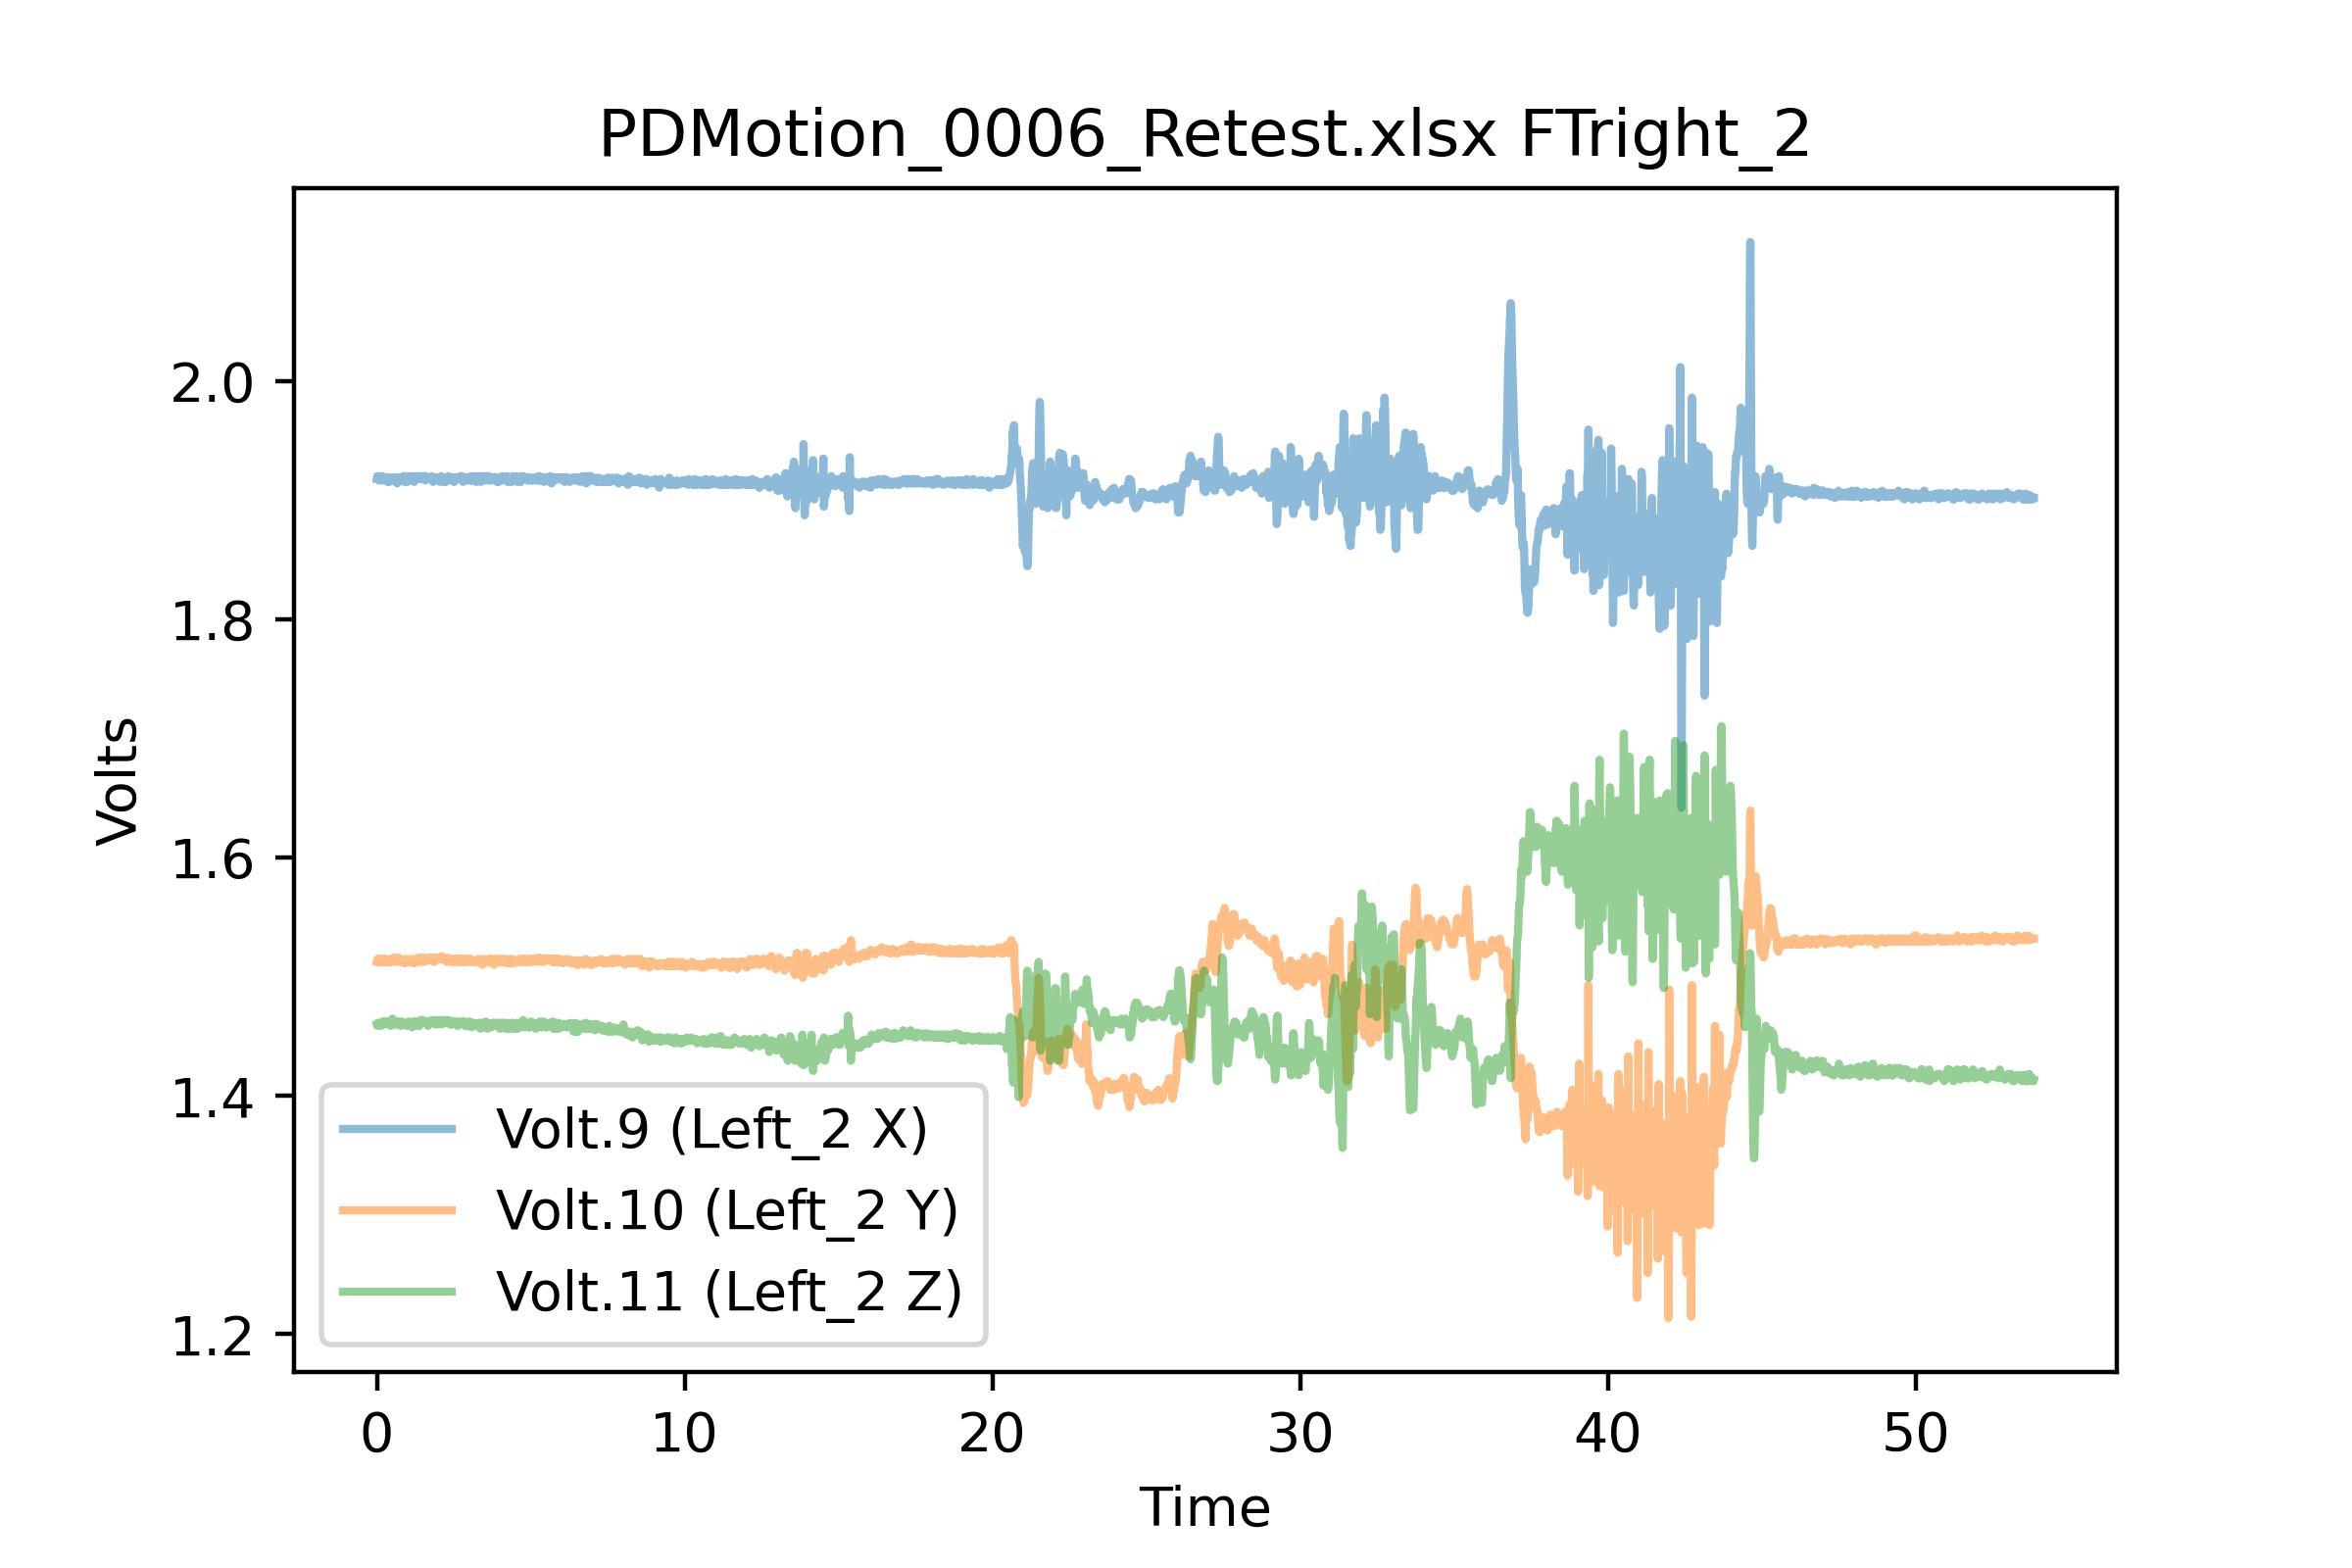 PDMotion_0006_Retest.xlsx FTright_2
Volts
2.0
1.8
1.6
1.4
1.2
Volt.9 (Left_2 X)
Volt.10 (Left_2 Y)
Volt.11 (Left_2 Z)
0 10 20 30 40 50
Time